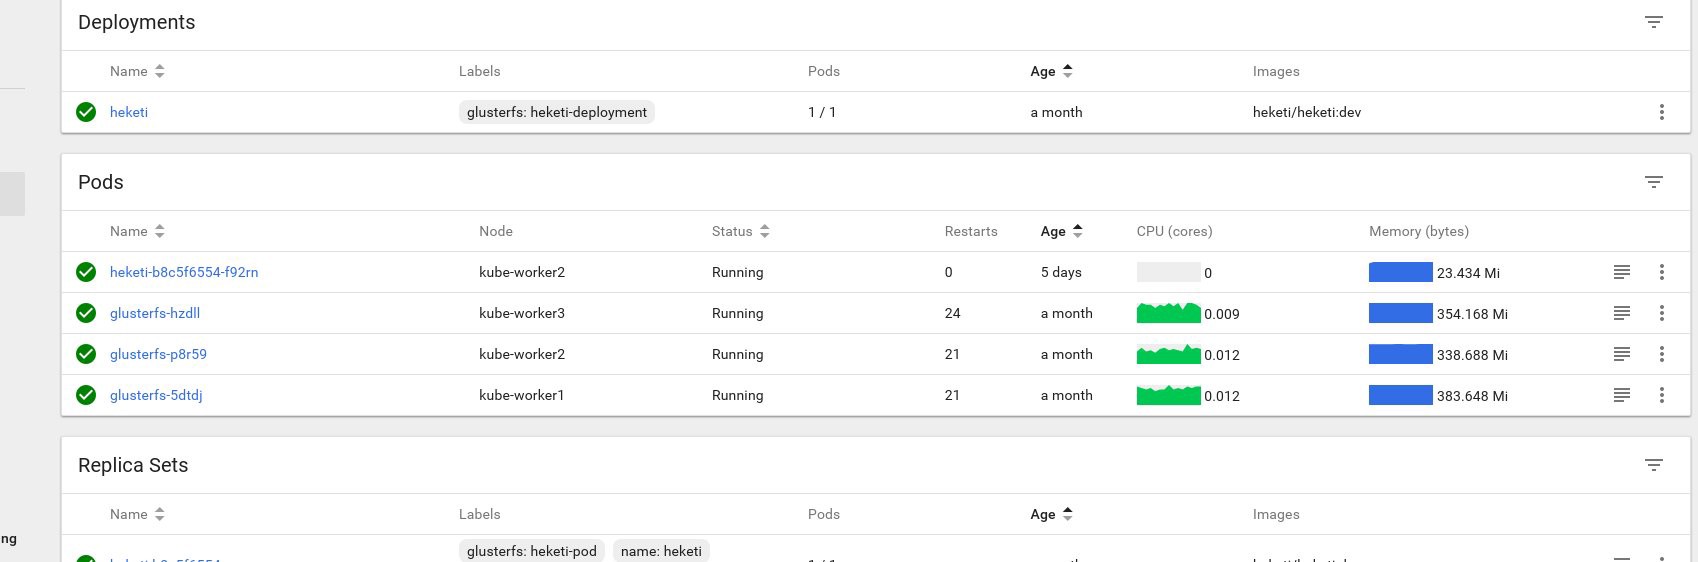 Deployments
Name Labels Pods Age Images
heketi glusterfs: heketi-deployment 1 / 1 a month heketi/heketi:dev
Pods
Name Node Status Restarts Age CPU (cores) Memory (bytes)
heketi-b8c5f6554-f92rn kube-worker2 Running 0 5 days 0 23.434 Mi
glusterfs-hzdll kube-worker3 Running 24 a month 0.009 354.168 Mi
glusterfs-p8r59 kube-worker2 Running 21 a month 0.012 338.688 Mi
glusterfs-5dtdj kube-worker1 Running 21 a month 0.012 383.648 Mi
Replica Sets
Name Labels Pods Age Images
ng
glusterfs: heketi-pod name: heketi